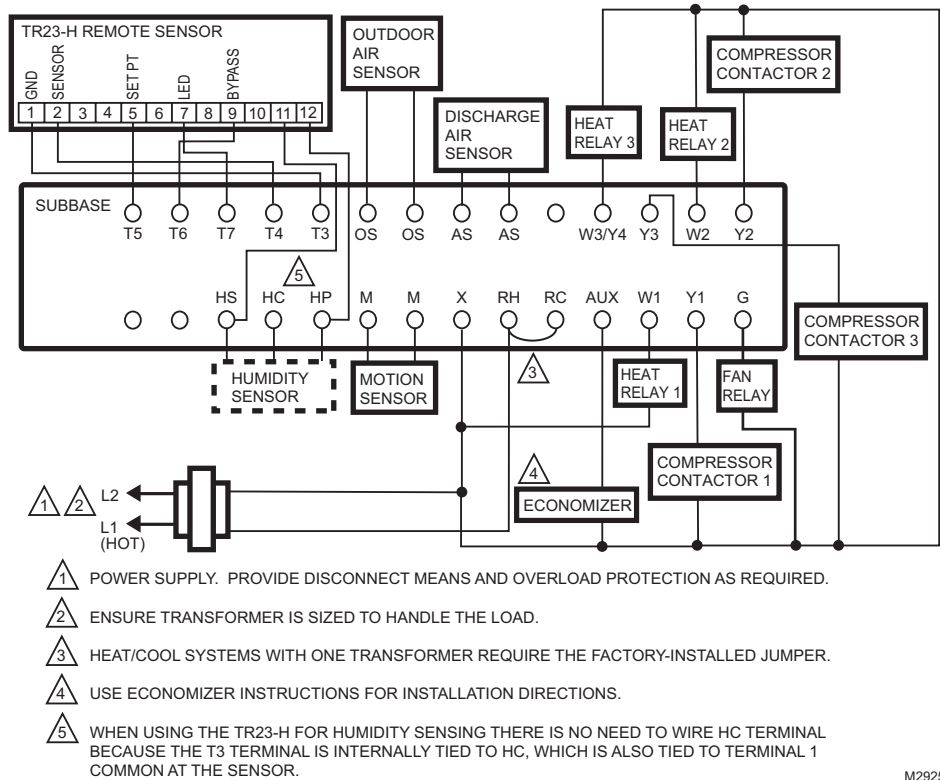 TR23-H REMOTE SENSOR
GND
SENSOR
SET PT
LED
BYPASS
1 2 3 4 5 6 7 8 9 10 11 12
OUTDOOR
AIR
SENSOR
DISCHARGE
AIR
SENSOR
HEAT
RELAY 3
HEAT
RELAY 2
COMPRESSOR
CONTACTOR 2
SUBBASE
T5 T6 T7 T4 T3 OS OS AS AS W3/Y4 Y3 W2 Y2
5
HS HC HP M M X RH RC AUX W1 Y1 G
COMPRESSOR
CONTACTOR 3
HUMIDITY
SENSOR
MOTION
SENSOR
3
HEAT
RELAY 1
FAN
RELAY
4
ECONOMIZER
COMPRESSOR
CONTACTOR 1
1 2 L2
L1
(HOT)
1 POWER SUPPLY. PROVIDE DISCONNECT MEANS AND OVERLOAD PROTECTION AS REQUIRED.
2 ENSURE TRANSFORMER IS SIZED TO HANDLE THE LOAD.
3 HEAT/COOL SYSTEMS WITH ONE TRANSFORMER REQUIRE THE FACTORY-INSTALLED JUMPER.
4 USE ECONOMIZER INSTRUCTIONS FOR INSTALLATION DIRECTIONS.
5 WHEN USING THE TR23-H FOR HUMIDITY SENSING THERE IS NO NEED TO WIRE HC TERMINAL
BECAUSE THE T3 TERMINAL IS INTERNALLY TIED TO HC, WHICH IS ALSO TIED TO TERMINAL 1
COMMON AT THE SENSOR.